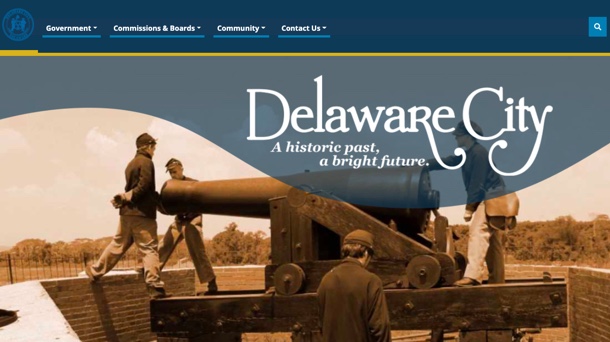 Government
Commissions & Boards
Community
Contact Us
Delaware City
A historic past,
a bright future.